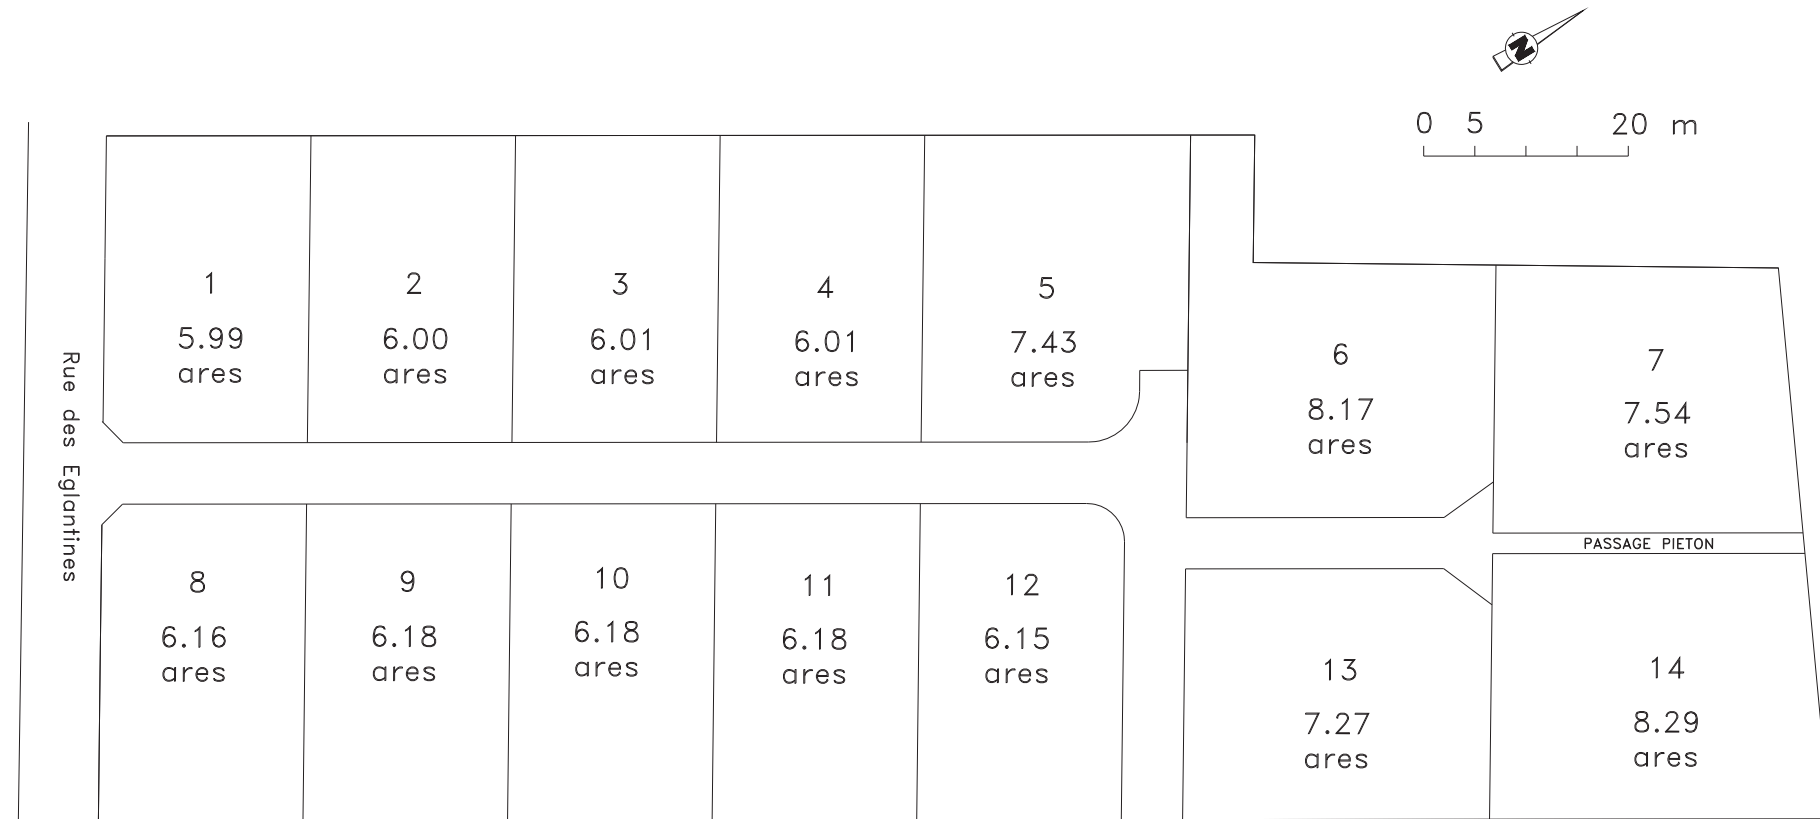 N
0 5 20 m
1
5.99
ares
2
6.00
ares
3
6.01
ares
4
6.01
ares
5
7.43
ares
6
8.17
ares
7
7.54
ares
Rue des Eglantines
PASSAGE PIETON
8
6.16
ares
9
6.18
ares
10
6.18
ares
11
6.18
ares
12
6.15
ares
13
7.27
ares
14
8.29
ares